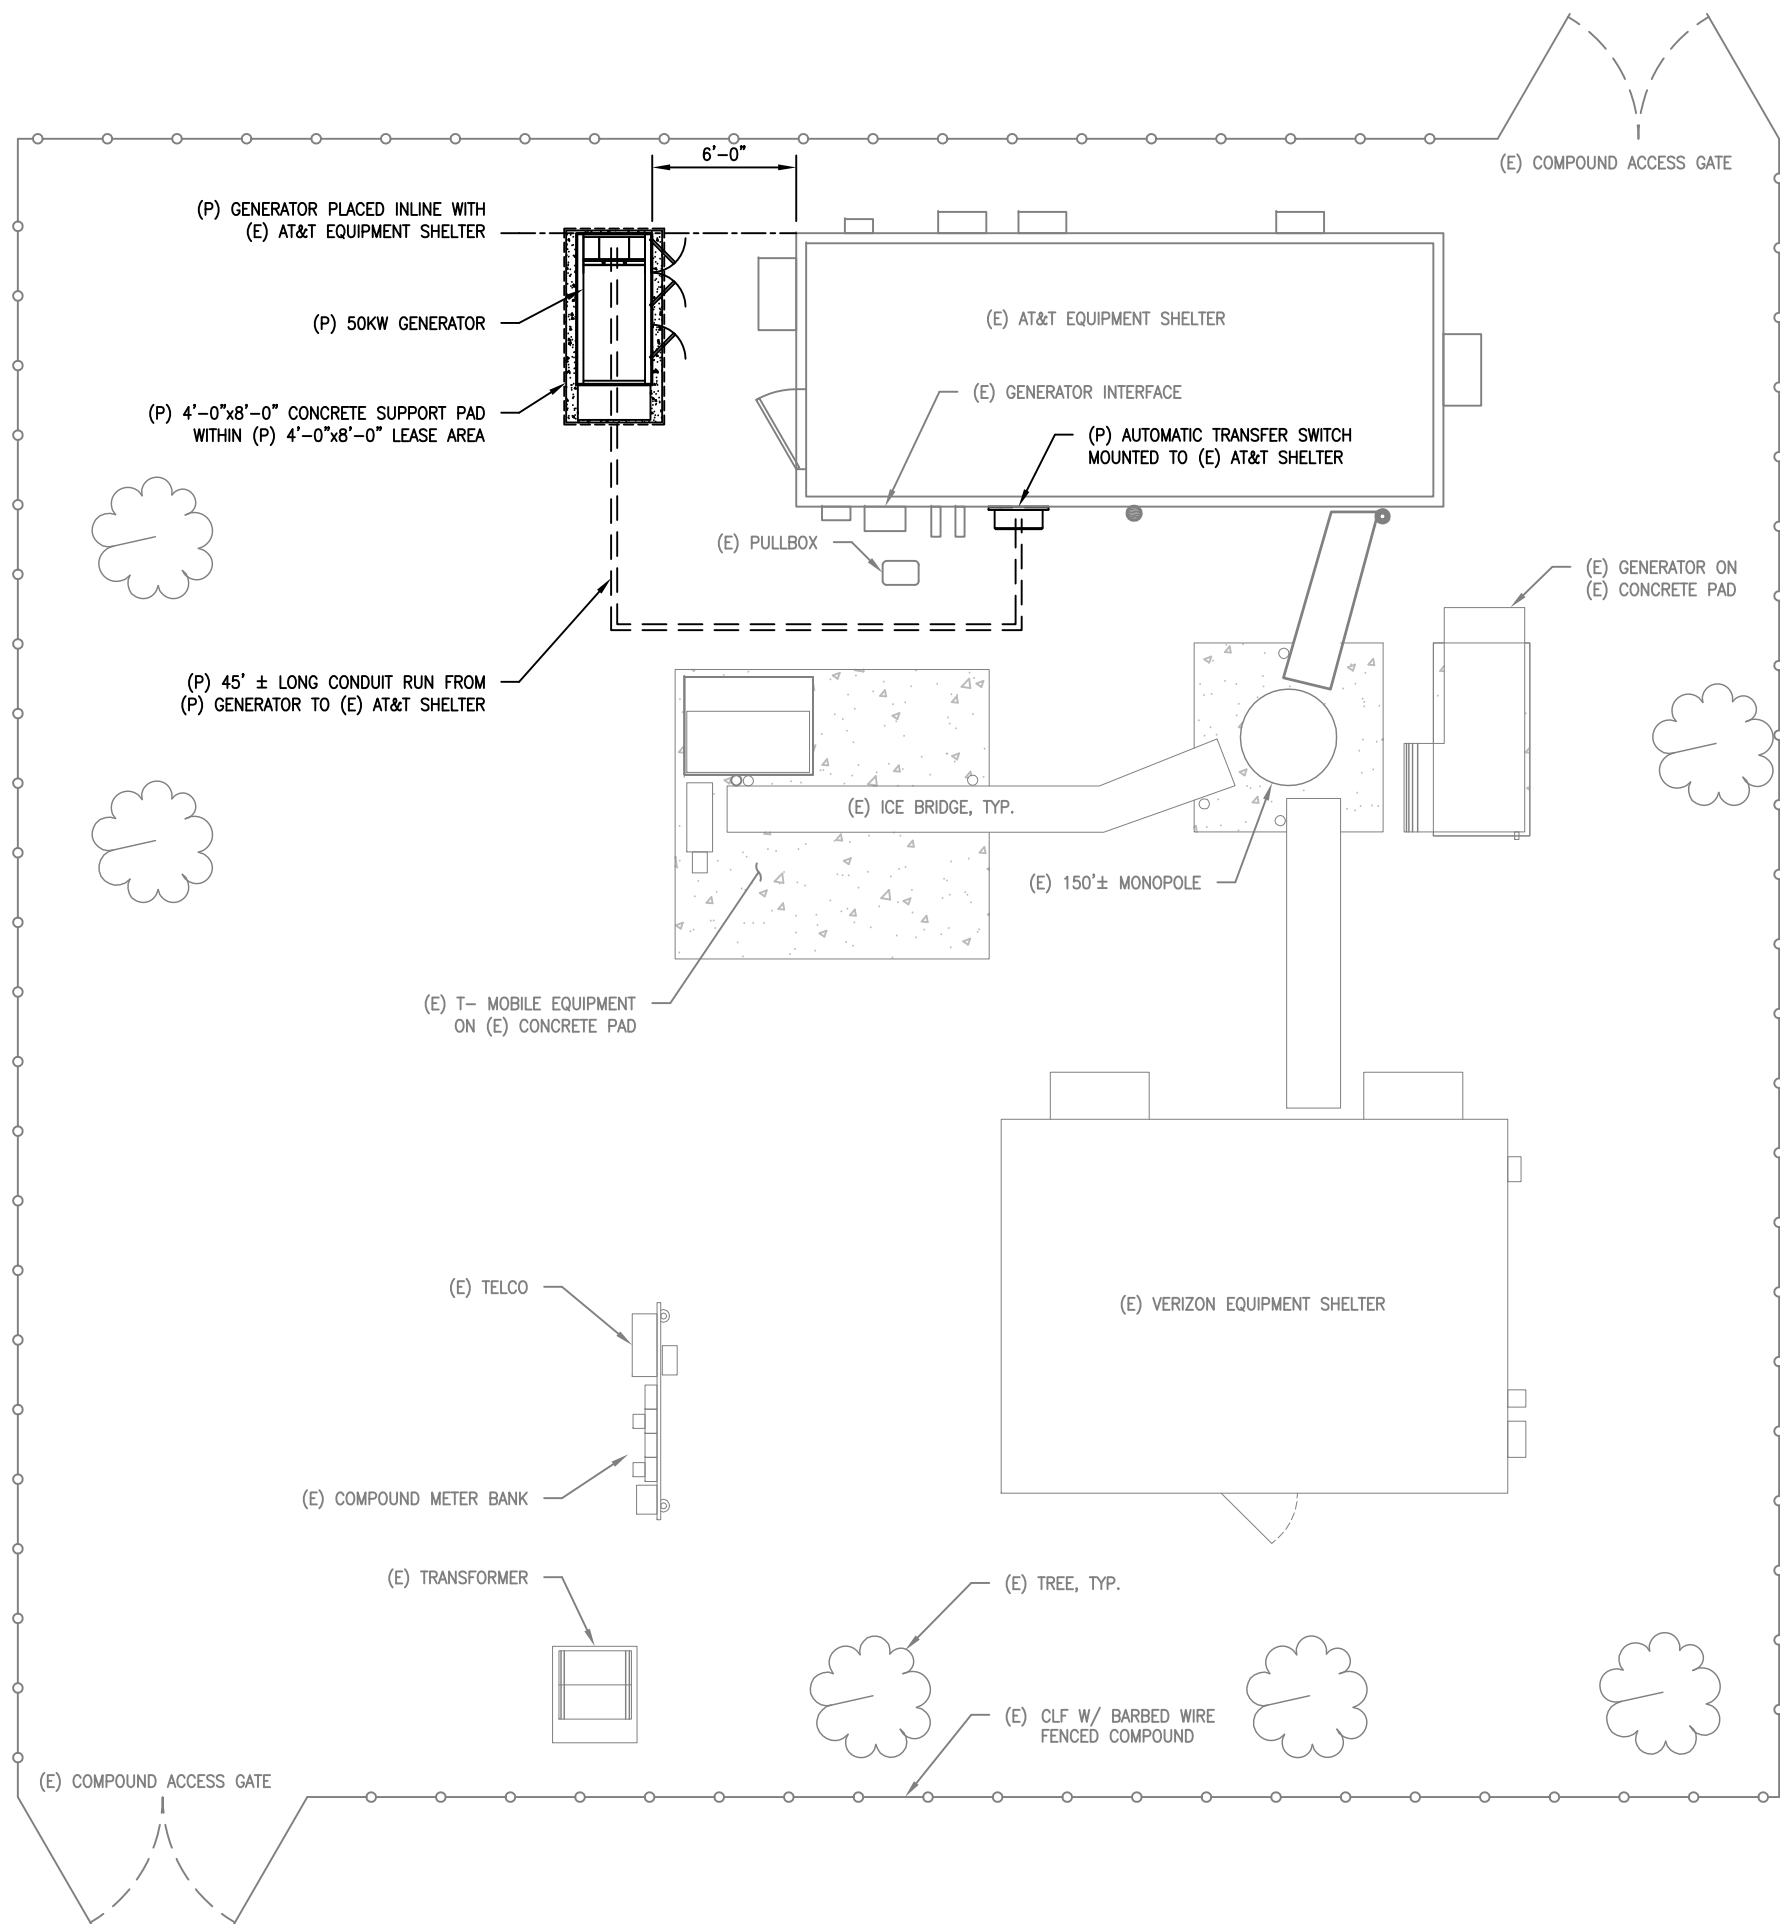 (E) COMPOUND ACCESS GATE
6'-0"
(P) GENERATOR PLACED INLINE WITH
(E) AT&T EQUIPMENT SHELTER
(P) 50KW GENERATOR
(E) AT&T EQUIPMENT SHELTER
(E) GENERATOR INTERFACE
(P) 4'-0"x8'-0" CONCRETE SUPPORT PAD
WITHIN (P) 4'-0"x8'-0" LEASE AREA
(P) AUTOMATIC TRANSFER SWITCH
MOUNTED TO (E) AT&T SHELTER
(E) PULLBOX
(E) GENERATOR ON
(E) CONCRETE PAD
(P) 45' ± LONG CONDUIT RUN FROM
(P) GENERATOR TO (E) AT&T SHELTER
(E) ICE BRIDGE, TYP.
(E) 150'± MONOPOLE
(E) T- MOBILE EQUIPMENT
ON (E) CONCRETE PAD
(E) TELCO
(E) VERIZON EQUIPMENT SHELTER
(E) COMPOUND METER BANK
(E) TRANSFORMER
(E) TREE, TYP.
(E) CLF W/ BARBED WIRE
FENCED COMPOUND
(E) COMPOUND ACCESS GATE